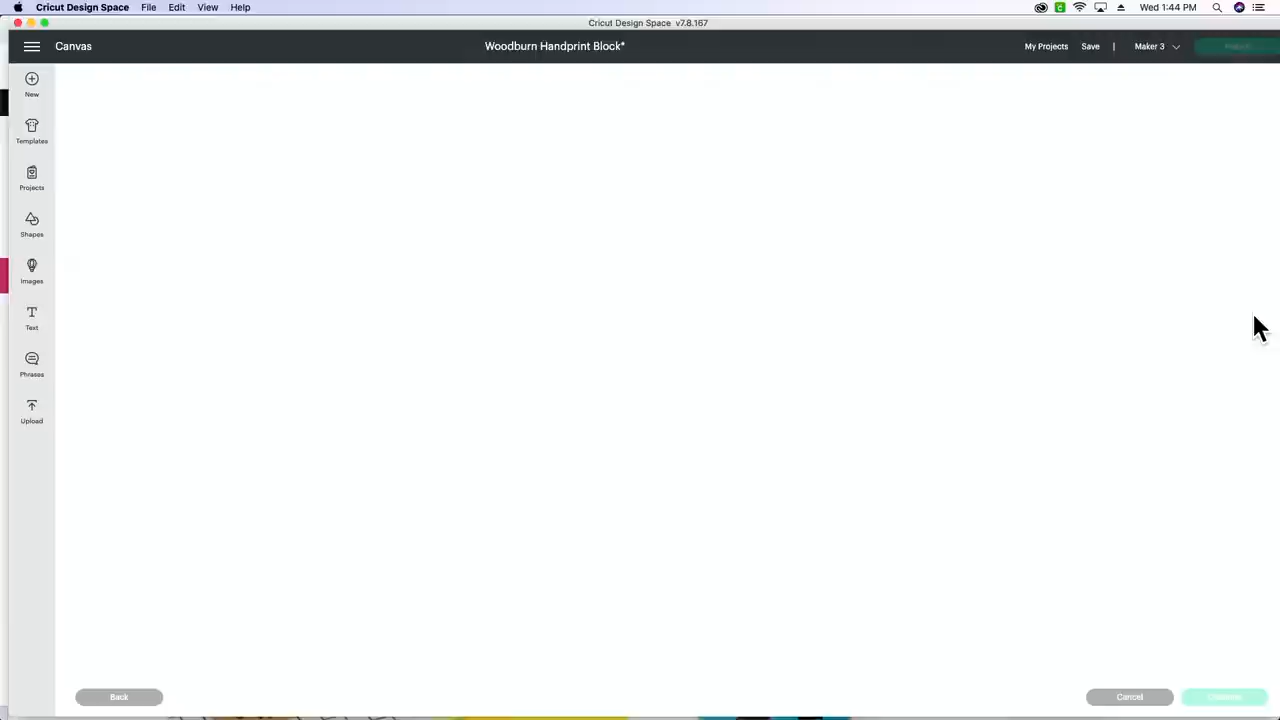 Cricut Design Space File Edit View Help Wed 1:44 PM
Cricut Design Space v7.8.167
Canvas Woodburn Handprint Block* My Projects Save | Maker 3
New
Templates
Projects
Shapes
Images
Text
Phrases
Upload
Back Cancel